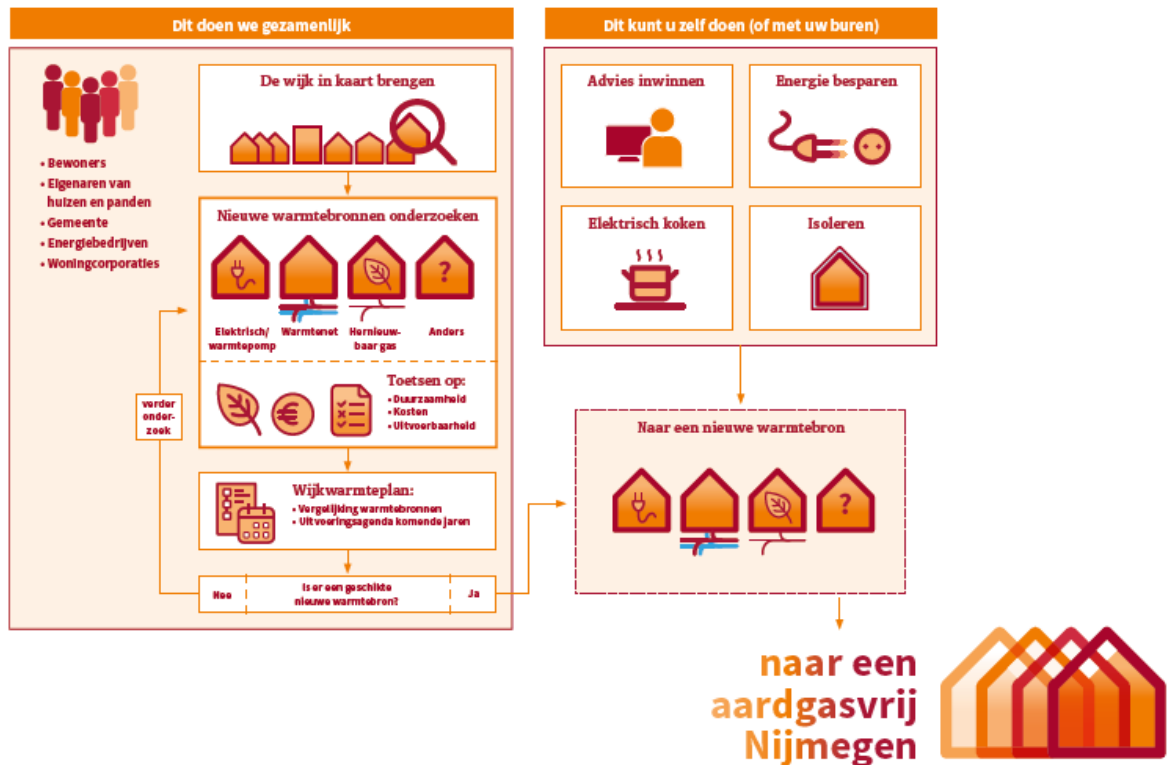 Dit doen we gezamenlijk
• Bewoners
• Eigenaren van
huizen en panden
• Gemeente
• Energiebedrijven
• Woningcorporaties
De wijk in kaart brengen
Nieuwe warmtebronnen onderzoeken
Elektrisch/
warmtepomp
Warmtenet
Hernieuw-
baar gas
?
Anders
Toetsen op:
• Duurzaamheid
• Kosten
• Uitvoerbaarheid
€
verder
onder-
zoek
Wijkwarmteplan:
• Vergelijking warmtebronnen
• Uitvoeringsagenda komende jaren
Nee
Is er een geschikte
nieuwe warmtebron?
Ja
Dit kunt u zelf doen (of met uw buren)
Advies inwinnen
Energie besparen
Elektrisch koken
Isoleren
Naar een nieuwe warmtebron
?
naar een
aardgasvrij
Nijmegen